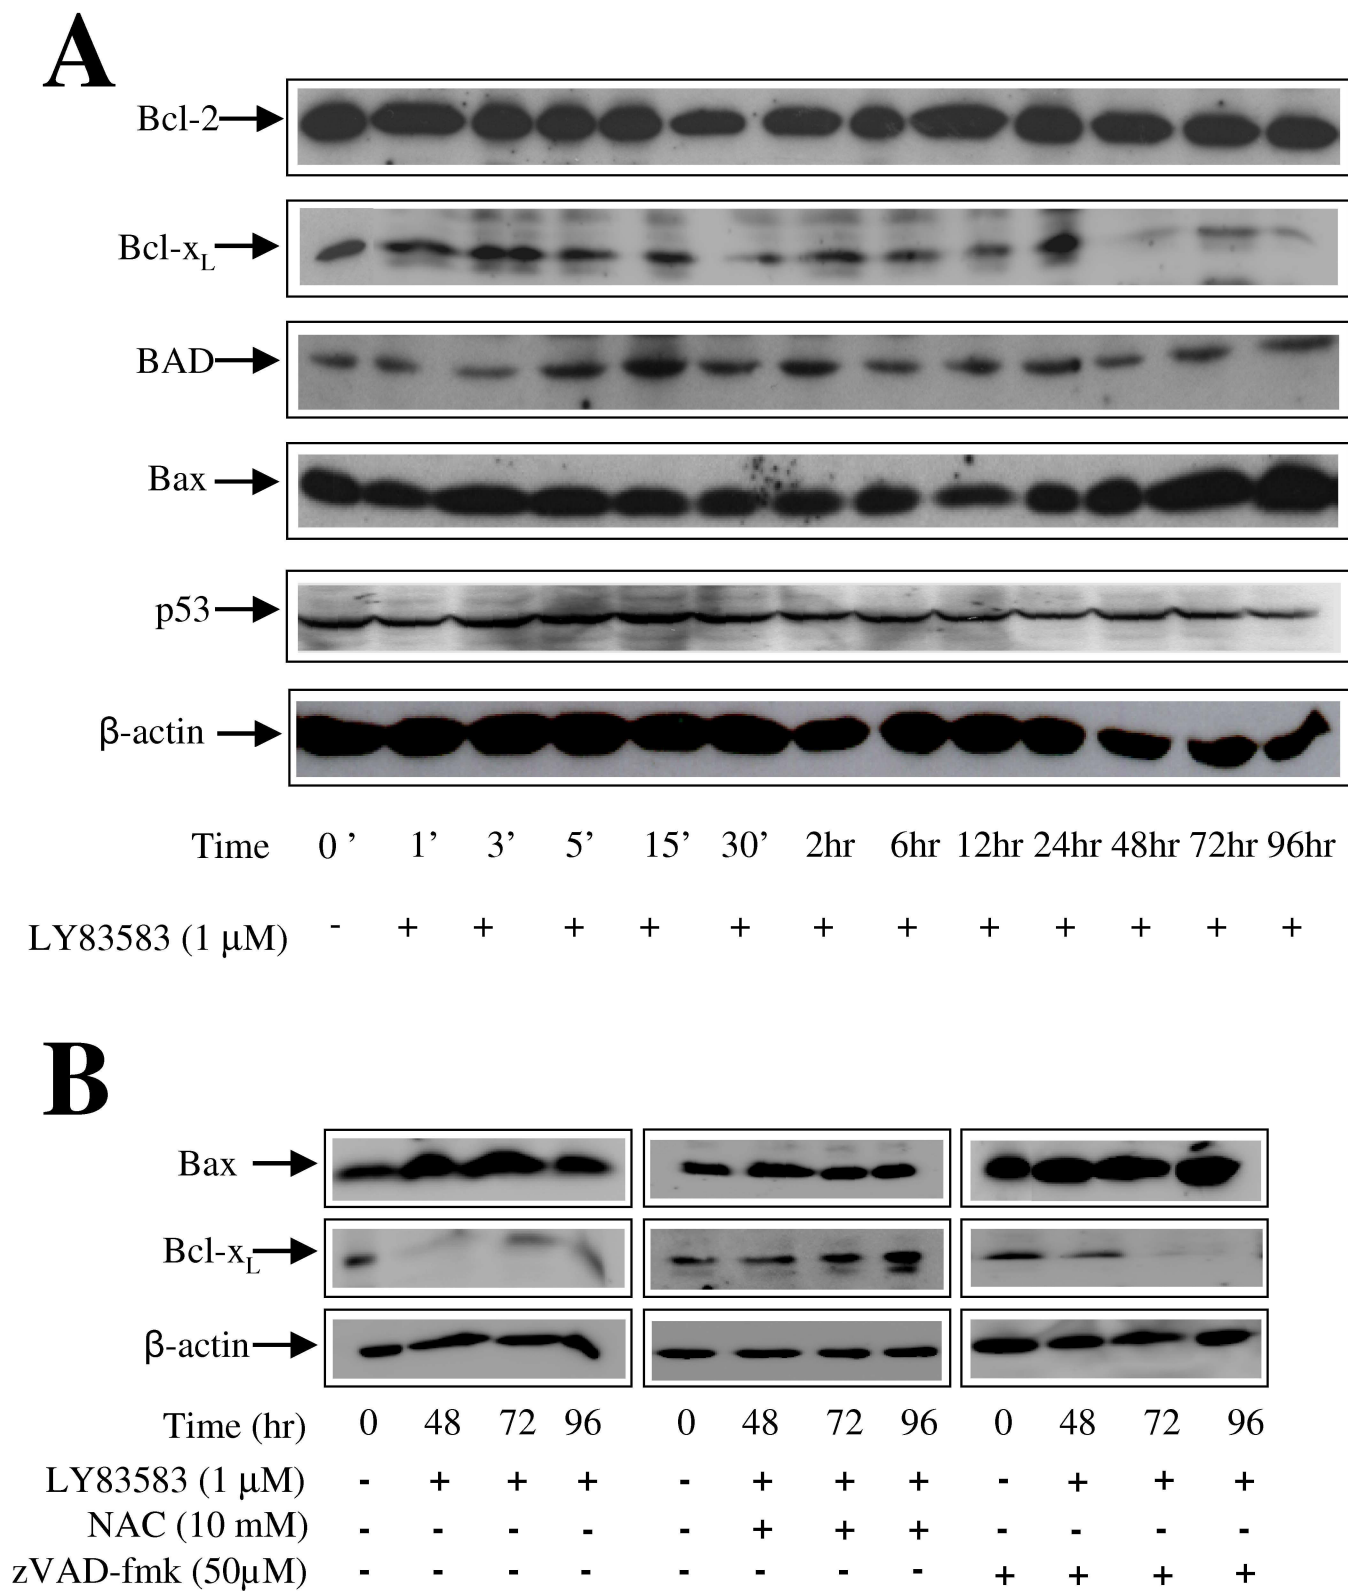 A
Bcl-2
Bcl-xL
BAD
Bax
p53
β-actin
Time 0 ’ 1’ 3’ 5’ 15’ 30’ 2hr 6hr 12hr 24hr 48hr 72hr 96hr
LY83583 (1 µM) - + + + + + + + + + + + +
B
Bax
Bcl-xL
β-actin
Time (hr) 0 48 72 96 0 48 72 96 0 48 72 96
LY83583 (1 µM) - + + + - + + + - + + +
NAC (10 mM) - - - - - + + + - - - -
zVAD-fmk (50µM) - - - - - - - - + + + +